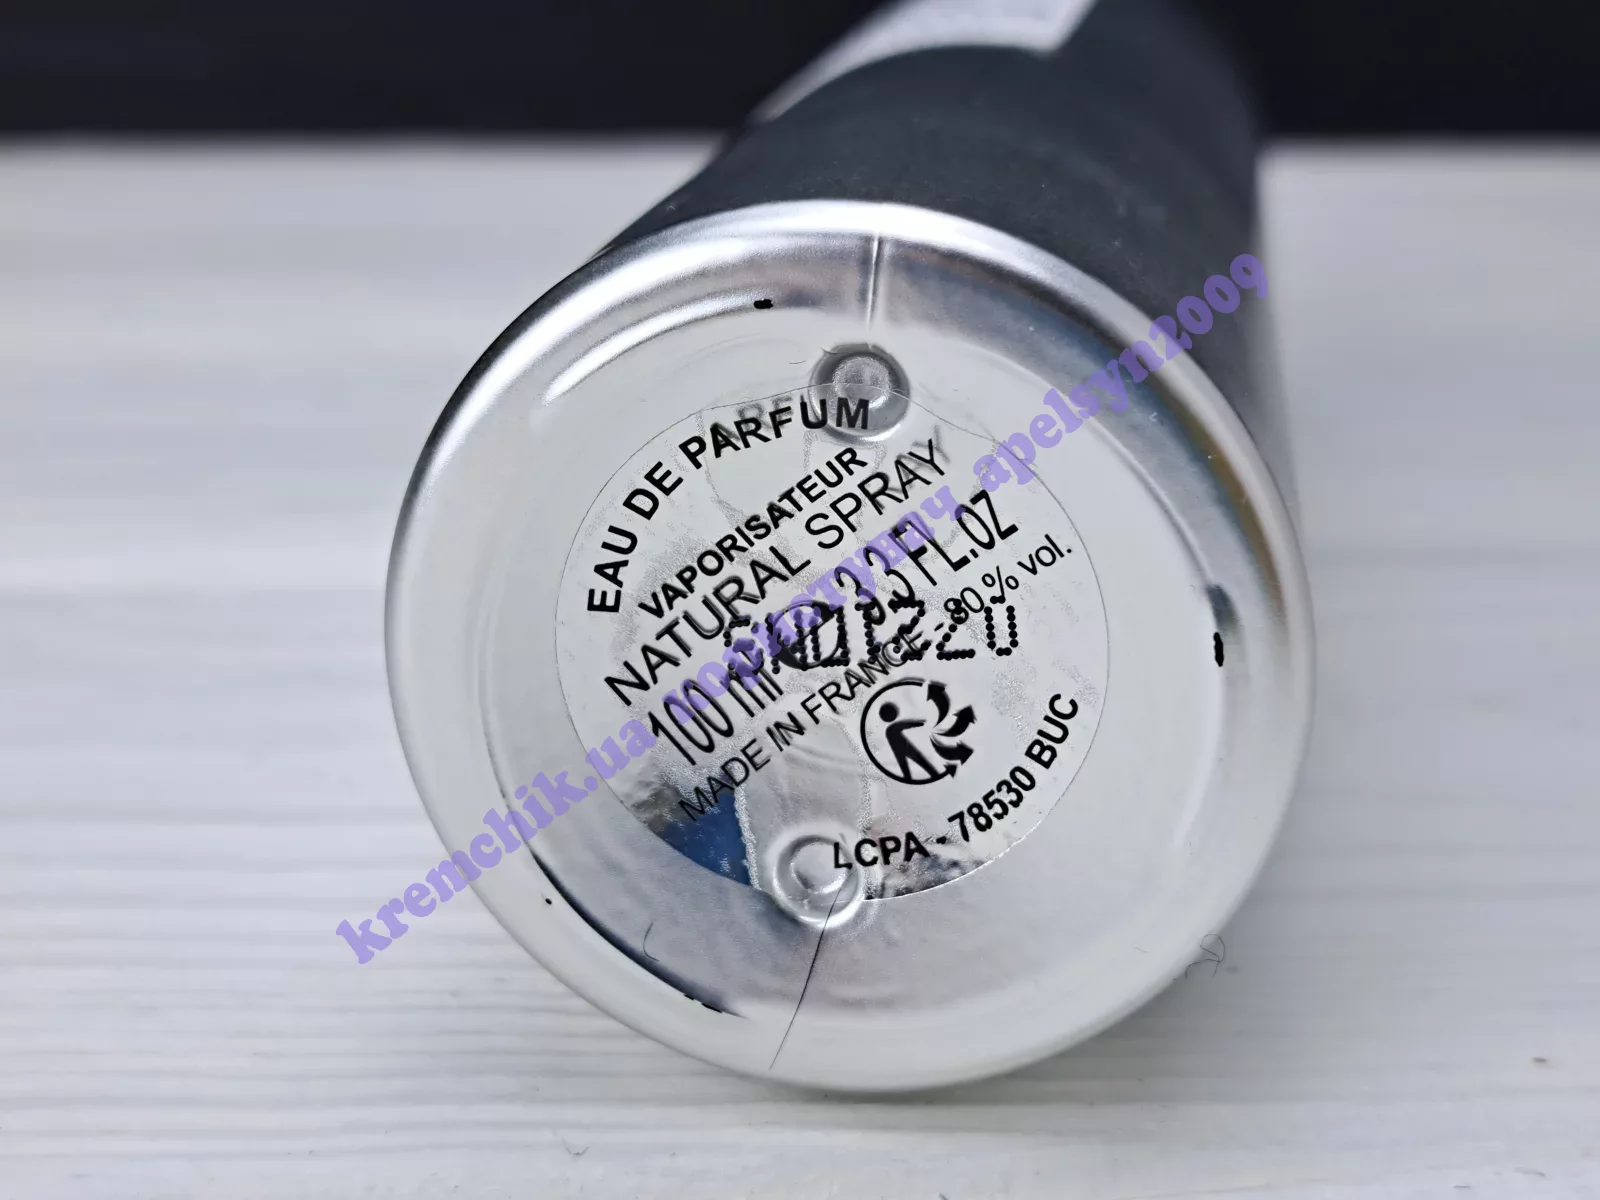 EAU DE PARFUM
VAPORISATEUR
NATURAL SPRAY
100 ml 3.3 FL.OZ
MADE IN FRANCE - 80 % vol.
LCPA - 78530 BUC
kremchik.ua apelsyn2009